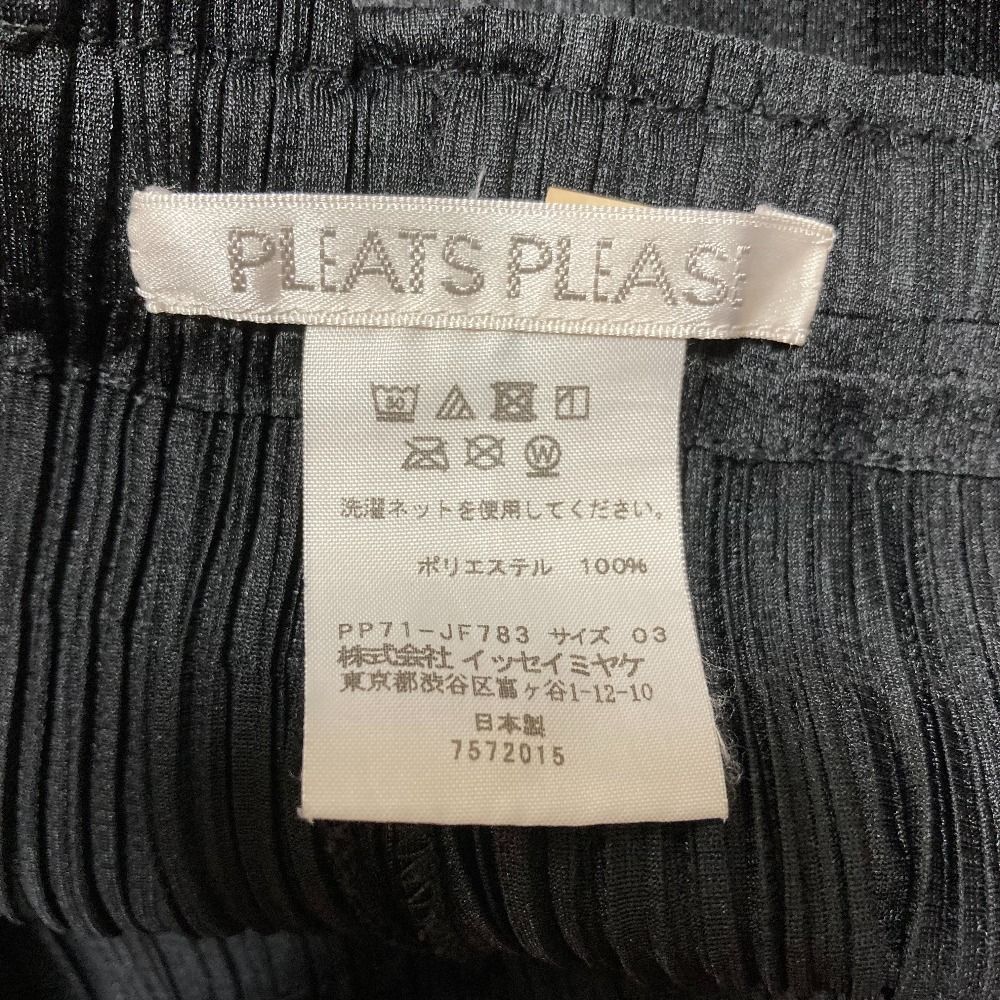 PLEATS PLEASE
30
W
洗濯ネットを使用してください。
ポリエステル 100%
PP71-JF783 サイズ 03
株式会社 イッセイミヤケ
東京都渋谷区富ヶ谷1-12-10
日本製
7572015